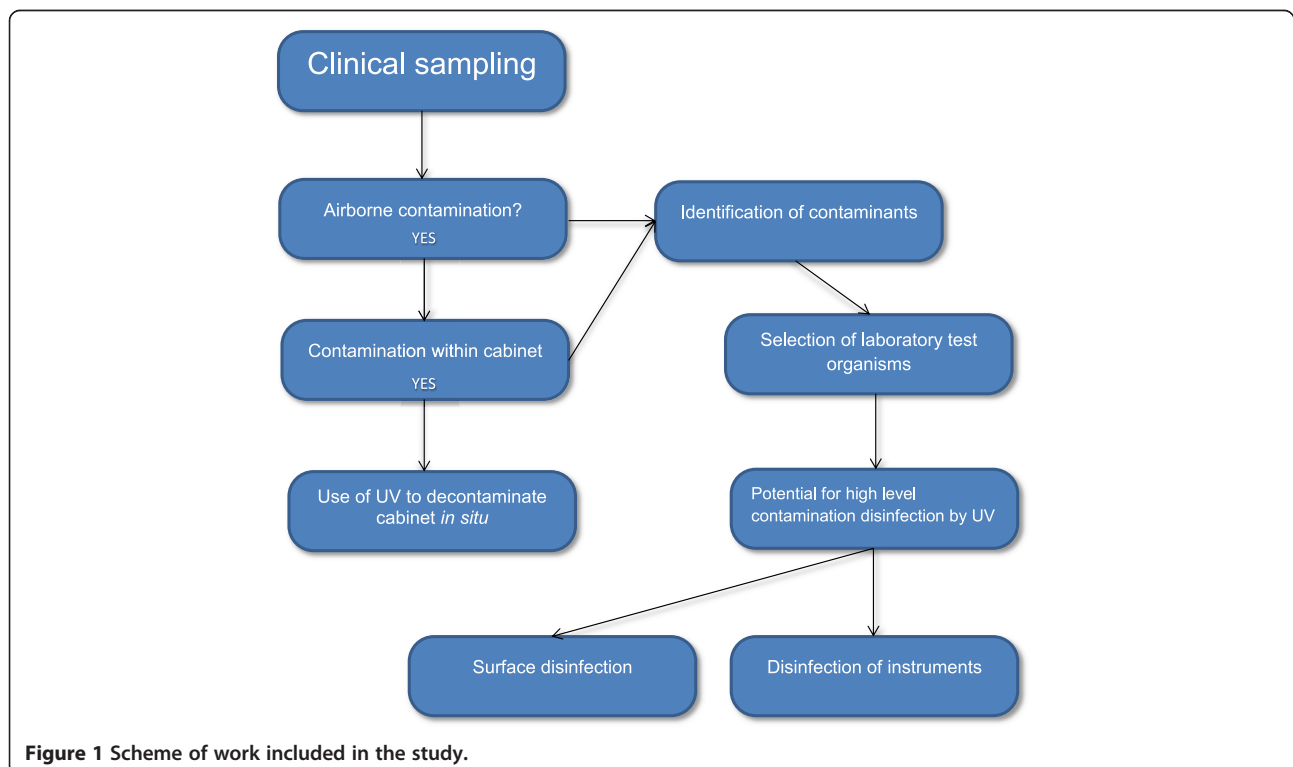 Clinical sampling
Airborne contamination?
YES
Identification of contaminants
Contamination within cabinet
YES
Selection of laboratory test
organisms
Use of UV to decontaminate
cabinet in situ
Potential for high level
contamination disinfection by UV
Surface disinfection
Disinfection of instruments
Figure 1 Scheme of work included in the study.